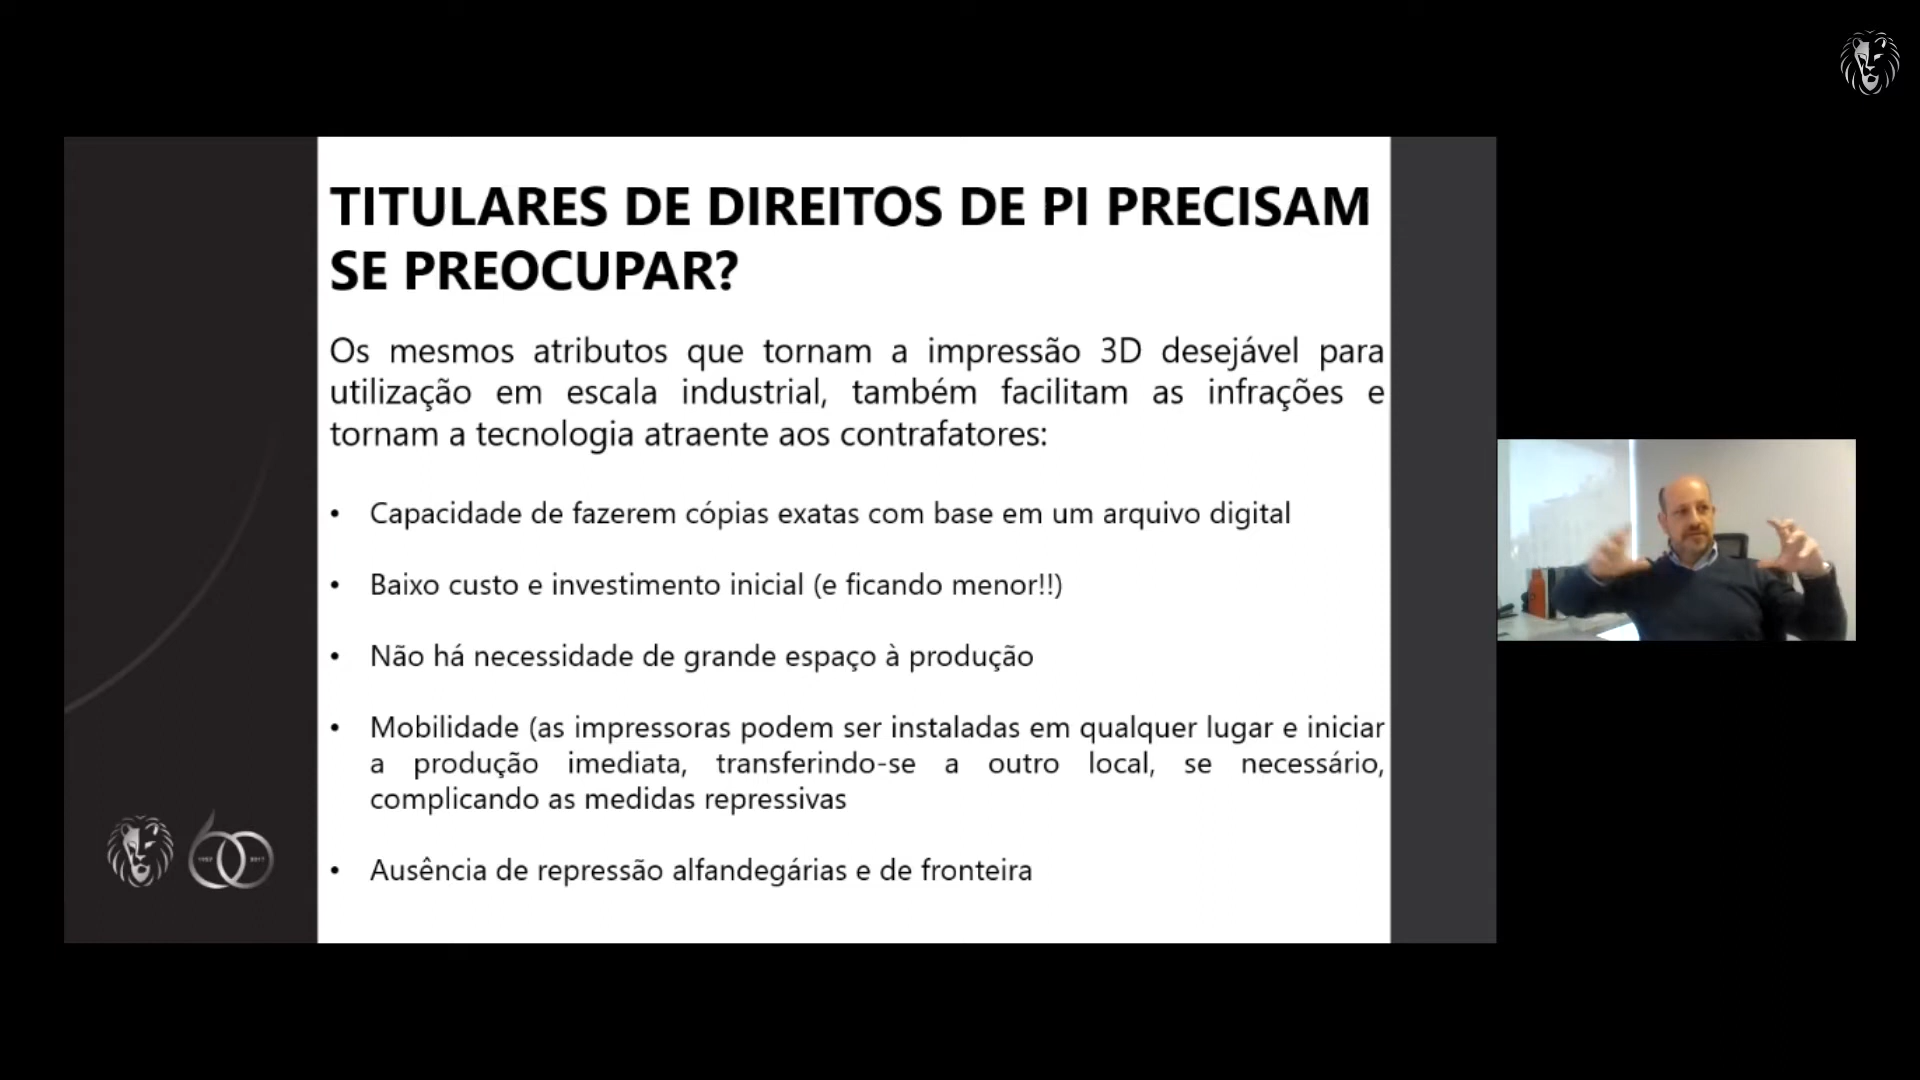 TITULARES DE DIREITOS DE PI PRECISAM
SE PREOCUPAR?
Os mesmos atributos que tornam a impressão 3D desejável para
utilização em escala industrial, também facilitam as infrações e
tornam a tecnologia atraente aos contrafatores:
• Capacidade de fazerem cópias exatas com base em um arquivo digital
• Baixo custo e investimento inicial (e ficando menor!!)
• Não há necessidade de grande espaço à produção
• Mobilidade (as impressoras podem ser instaladas em qualquer lugar e iniciar
a produção imediata, transferindo-se a outro local, se necessário,
complicando as medidas repressivas
• Ausência de repressão alfandegárias e de fronteira
60